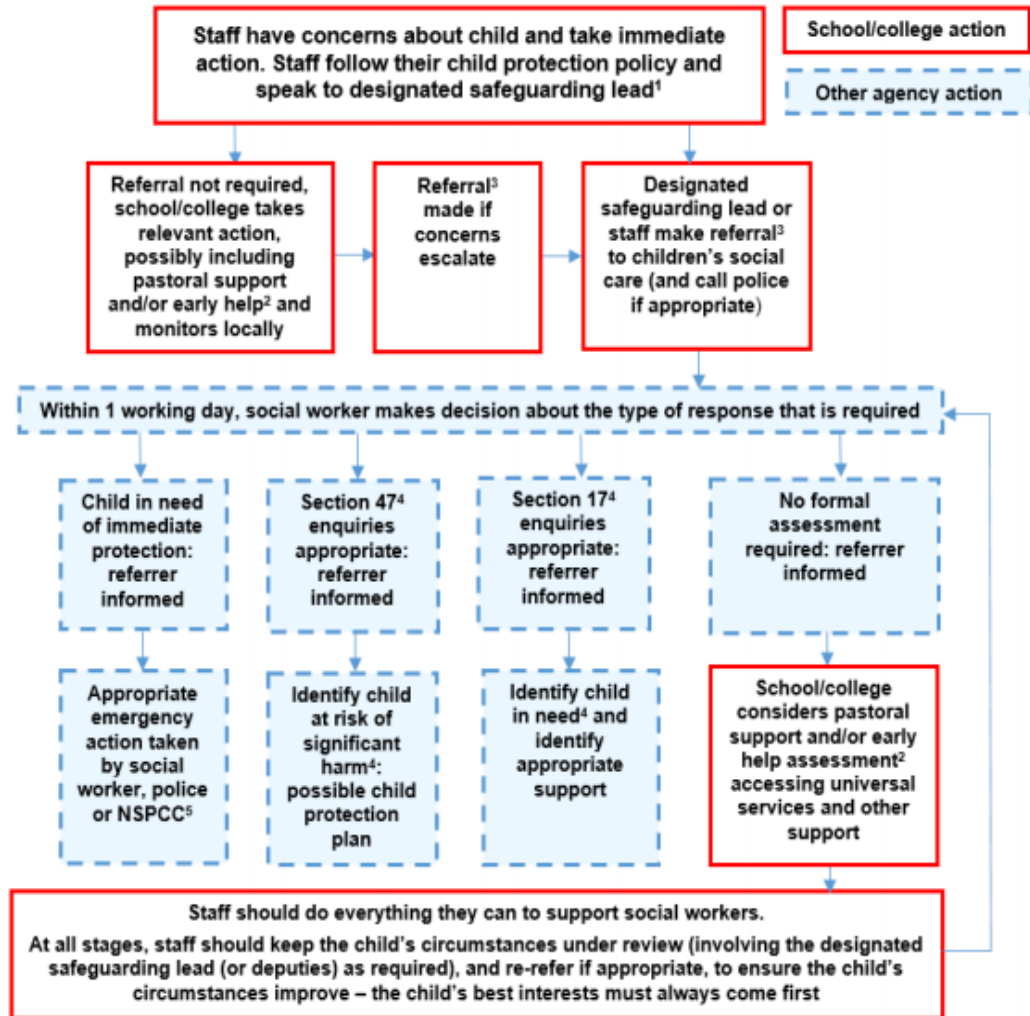 Staff have concerns about child and take immediate
action. Staff follow their child protection policy and
speak to designated safeguarding lead¹
School/college action
Other agency action
Referral not required,
school/college takes
relevant action,
possibly including
pastoral support
and/or early help² and
monitors locally
Referral³
made if
concerns
escalate
Designated
safeguarding lead or
staff make referral³
to children’s social
care (and call police
if appropriate)
Within 1 working day, social worker makes decision about the type of response that is required
Child in need
of immediate
protection:
referrer
informed
Section 47⁴
enquiries
appropriate:
referrer
informed
Section 17⁴
enquiries
appropriate:
referrer
informed
No formal
assessment
required: referrer
informed
Appropriate
emergency
action taken
by social
worker, police
or NSPCC⁵
Identify child
at risk of
significant
harm⁴:
possible child
protection
plan
Identify child
in need⁴ and
identify
appropriate
support
School/college
considers pastoral
support and/or early
help assessment²
accessing universal
services and other
support
Staff should do everything they can to support social workers.
At all stages, staff should keep the child’s circumstances under review (involving the designated
safeguarding lead (or deputies) as required), and re-refer if appropriate, to ensure the child’s
circumstances improve – the child’s best interests must always come first